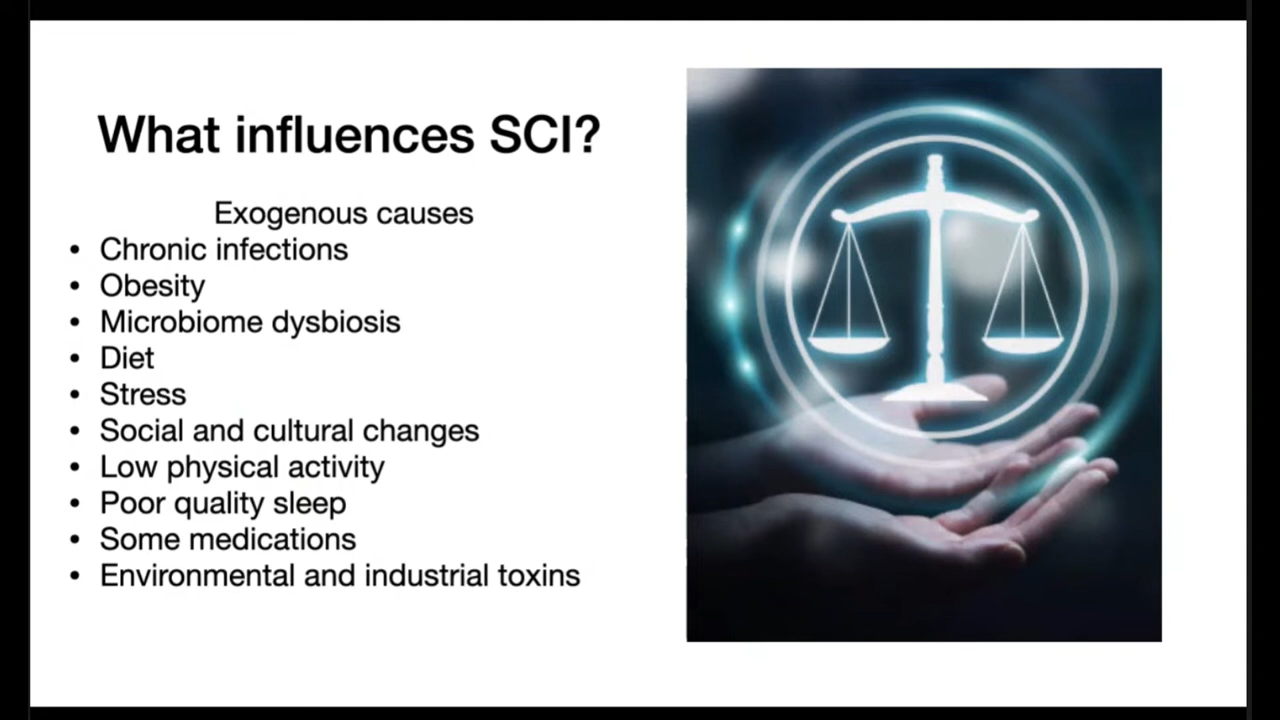 What influences SCI?
Exogenous causes
• Chronic infections
• Obesity
• Microbiome dysbiosis
• Diet
• Stress
• Social and cultural changes
• Low physical activity
• Poor quality sleep
• Some medications
• Environmental and industrial toxins